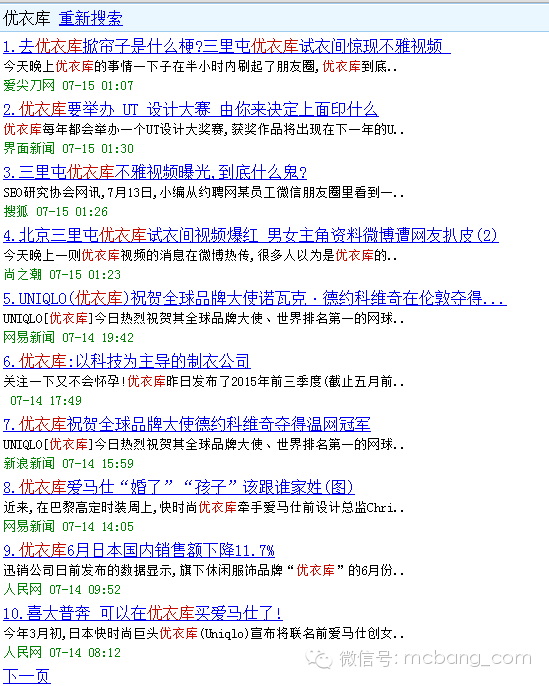 优衣库 重新搜索
1.去优衣库掀帘子是什么梗?三里屯优衣库试衣间惊现不雅视频
今天晚上优衣库的事情一下子在半小时内刷起了朋友圈,优衣库到底..
爱尖刀网 07-15 01:07
2.优衣库要举办 UT 设计大赛 由你来决定上面印什么
优衣库每年都会举办一个UT设计大奖赛,获奖作品将出现在下一年的U..
界面新闻 07-15 01:30
3.三里屯优衣库不雅视频曝光,到底什么鬼?
SEO研究协会网讯,7月13日,小编从约聘网某员工微信朋友圈里看到一..
搜狐 07-15 01:26
4.北京三里屯优衣库试衣间视频爆红 男女主角资料微博遭网友扒皮(2)
今天晚上一则优衣库视频的消息在微博热传,很多人以为是优衣库的..
尚之潮 07-15 01:23
5.UNIQLO(优衣库)祝贺全球品牌大使诺瓦克·德约科维奇在伦敦夺得...
UNIQLO[优衣库]今日热烈祝贺其全球品牌大使、世界排名第一的网球..
网易新闻 07-14 19:42
6.优衣库:以科技为主导的制衣公司
关注一下又不会怀孕!优衣库昨日发布了2015年前三季度(截止五月前..
07-14 17:49
7.优衣库祝贺全球品牌大使德约科维奇夺得温网冠军
UNIQLO[优衣库]今日热烈祝贺其全球品牌大使、世界排名第一的网球..
新浪新闻 07-14 15:59
8.优衣库爱马仕“婚了”“孩子”该跟谁家姓(图)
近来,在巴黎高定时装周上,快时尚优衣库牵手爱马仕前设计总监Chri..
网易新闻 07-14 14:05
9.优衣库6月日本国内销售额下降11.7%
迅销公司日前发布的数据显示,旗下休闲服饰品牌“优衣库”的6月份..
人民网 07-14 09:52
10.喜大普奔 可以在优衣库买爱马仕了!
今年3月初,日本快时尚巨头优衣库(Uniqlo)宣布将联名前爱马仕创女..
人民网 07-14 08:12
下一页
微信号: mcbang_com